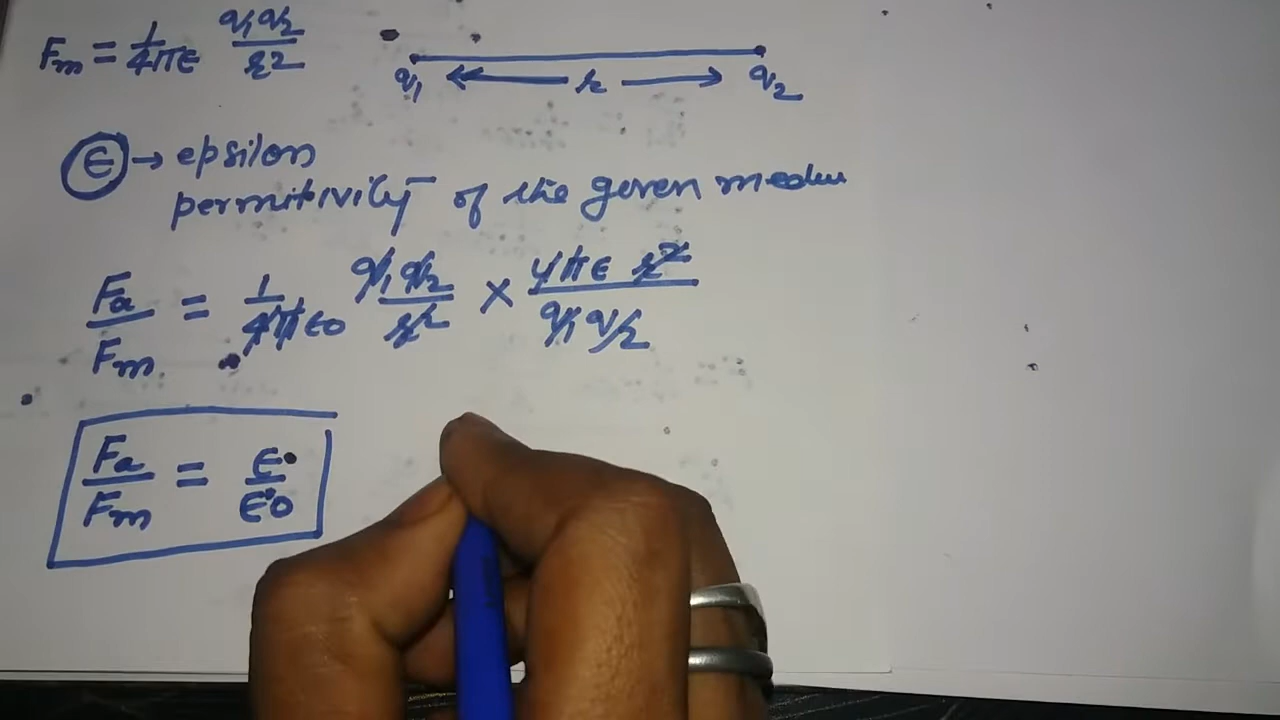 Fm = 1/4πϵ q1q2/r2
q1 ← r → q2
ϵ → epsilon
permitivity of the given medium
Fa/Fm = 1/4πϵ0 q1q2/r2 × 4πϵ r2/q1q2
Fa/Fm = ϵ/ϵ0